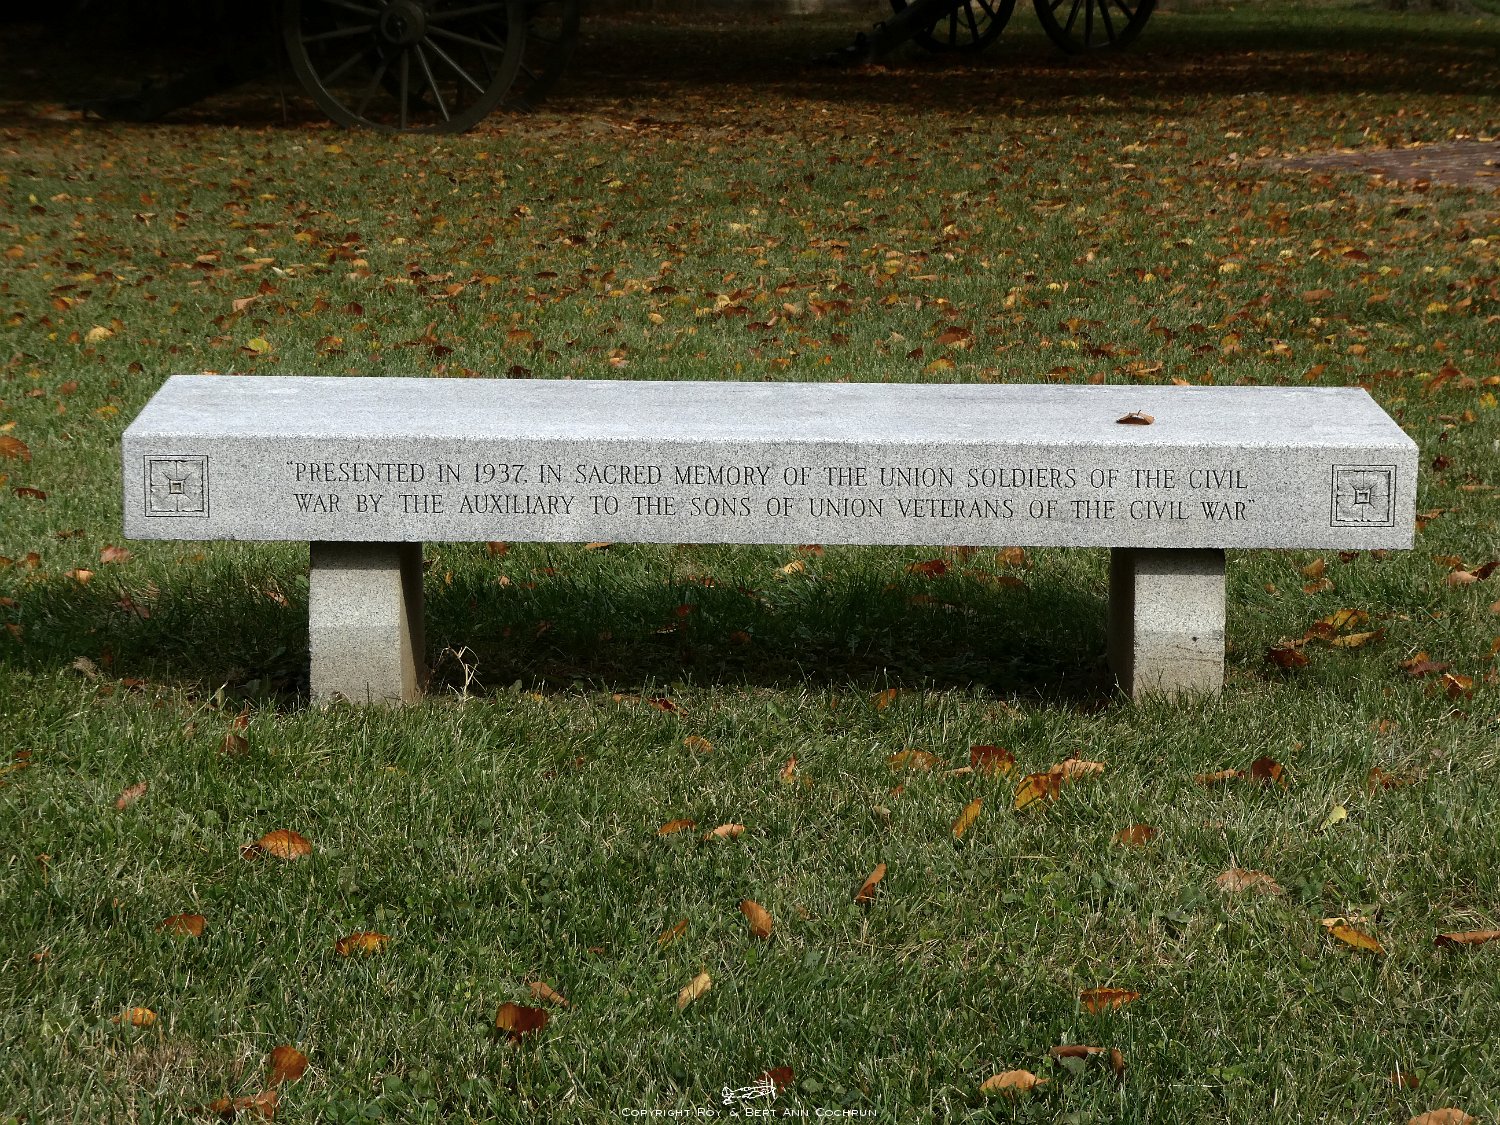 "PRESENTED IN 1937. IN SACRED MEMORY OF THE UNION SOLDIERS OF THE CIVIL
WAR BY THE AUXILIARY TO THE SONS OF UNION VETERANS OF THE CIVIL WAR"
Copyright Roy & Bert Ann Cochrun